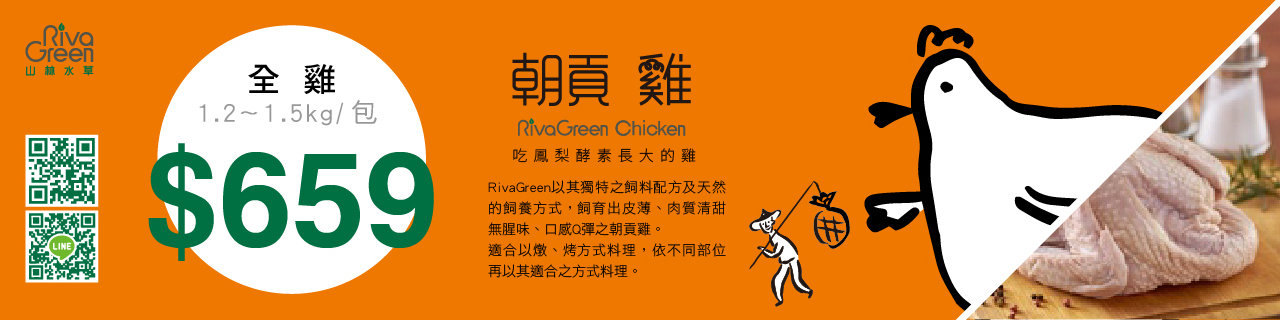 Riva
Green
山林水草
全雞
1.2~1.5kg/包
$659
LINE
朝貢雞
RivaGreen Chicken
吃鳳梨酵素長大的雞
RivaGreen以其獨特之飼料配方及天然
的飼養方式，飼育出皮薄、肉質清甜
無腥味、口感Q彈之朝貢雞。
適合以燉、烤方式料理，依不同部位
再以其適合之方式料理。